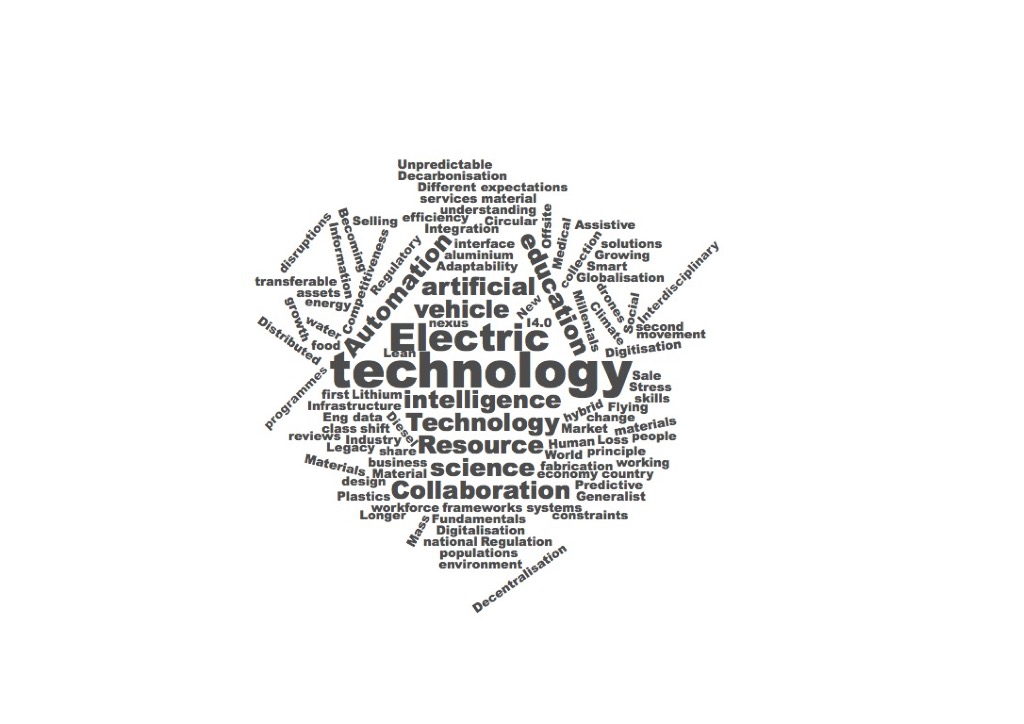 Unpredictable
Decarbonisation
Different expectations
services material
understanding
Selling efficiency Circular
Integration
Offsite
Medical
Assistive
disruptions
Becoming
Information
Competitiveness
Regulatory
Automation
interface
aluminium
Adaptability
education
collection
solutions
Growing
Smart
Globalisation
Interdisciplinary
transferable
assets
energy
growth
water
food
Distributed
programmes
artificial
vehicle
New
nexus
I4.0
Millenials
drones
Climate
Social
second
movement
Digitisation
Electric
Lean
technology
Sale
Stress
skills
first Lithium
intelligence
Infrastructure
Eng data
Diesel
Technology
hybrid
Flying
change
class shift
Market
materials
reviews Industry
Legacy share
Resource
Human Loss people
World principle
Materials
business
Material
science
fabrication working
economy country
design
Predictive
Plastics
Collaboration
Generalist
workforce frameworks systems
Longer
Mass
Fundamentals
constraints
Digitalisation
national Regulation
populations
environment
Decentralisation